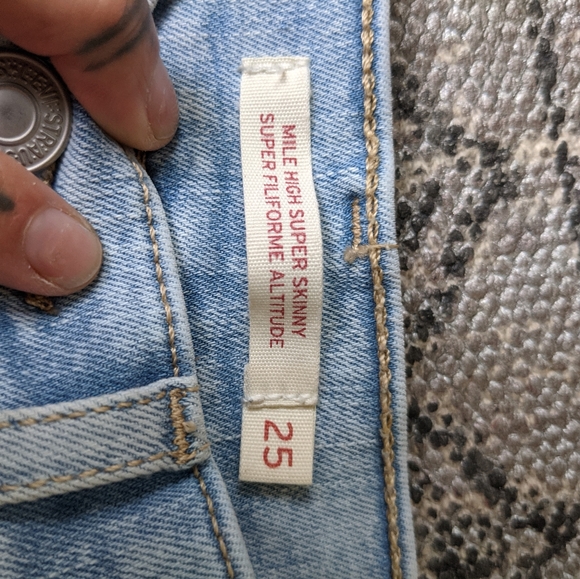 MILE HIGH SUPER SKINNY
SUPER FILIFORME ALTITUDE
25